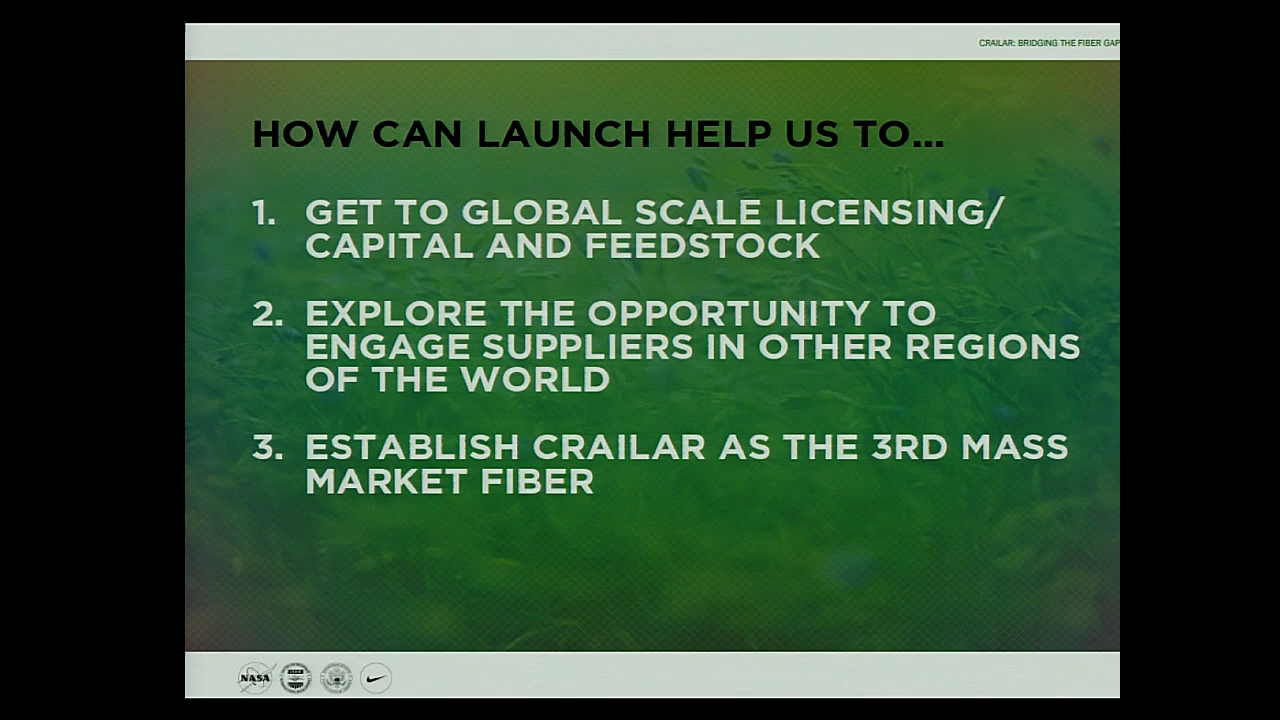 CRAILAR: BRIDGING THE FIBER GAP
HOW CAN LAUNCH HELP US TO...
1. GET TO GLOBAL SCALE LICENSING/
CAPITAL AND FEEDSTOCK
2. EXPLORE THE OPPORTUNITY TO
ENGAGE SUPPLIERS IN OTHER REGIONS
OF THE WORLD
3. ESTABLISH CRAILAR AS THE 3RD MASS
MARKET FIBER
NASA